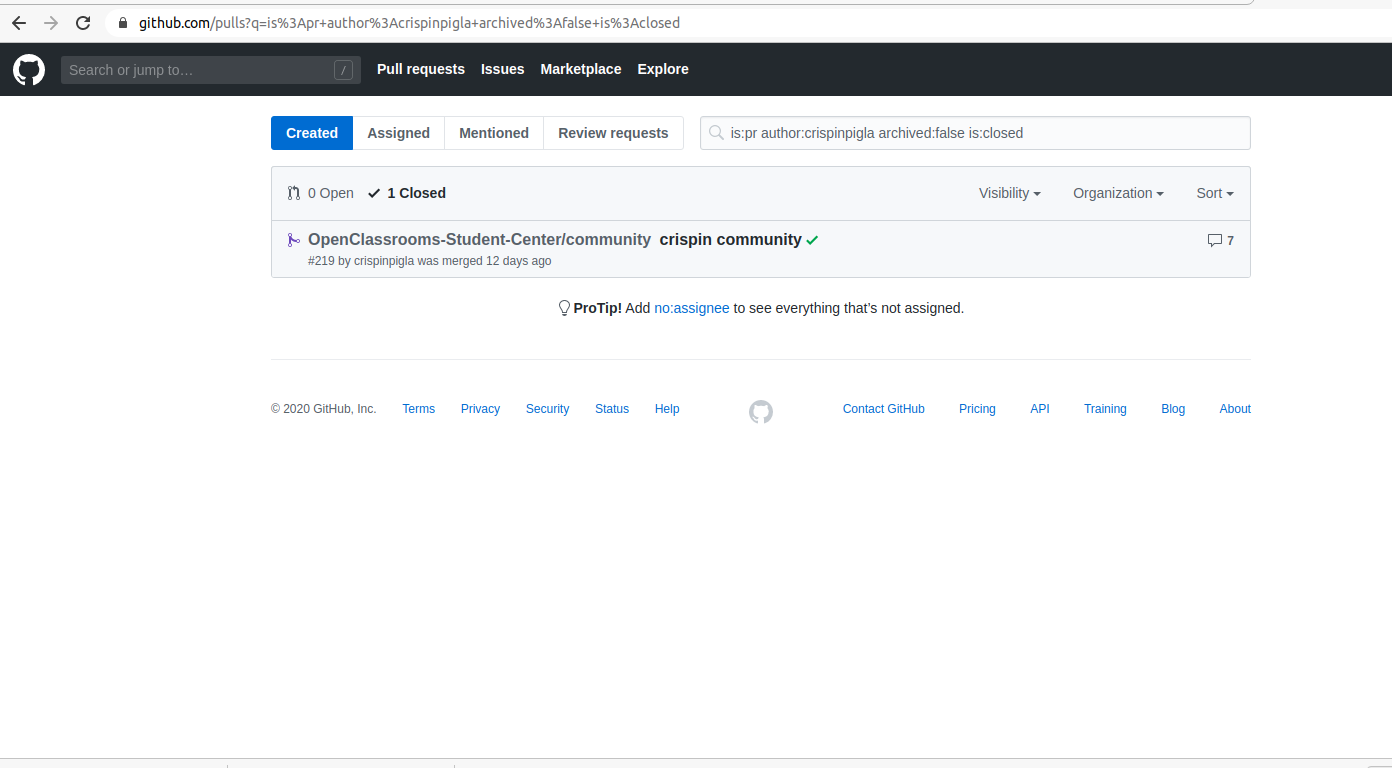 github.com/pulls?q=is%3Apr+author%3Acrispinpigla+archived%3Afalse+is%3Aclosed
Search or jump to… / Pull requests Issues Marketplace Explore
Created Assigned Mentioned Review requests is:pr author:crispinpigla archived:false is:closed
0 Open 1 Closed Visibility Organization Sort
OpenClassrooms-Student-Center/community crispin community 7
#219 by crispinpigla was merged 12 days ago
ProTip! Add no:assignee to see everything that’s not assigned.
© 2020 GitHub, Inc. Terms Privacy Security Status Help Contact GitHub Pricing API Training Blog About